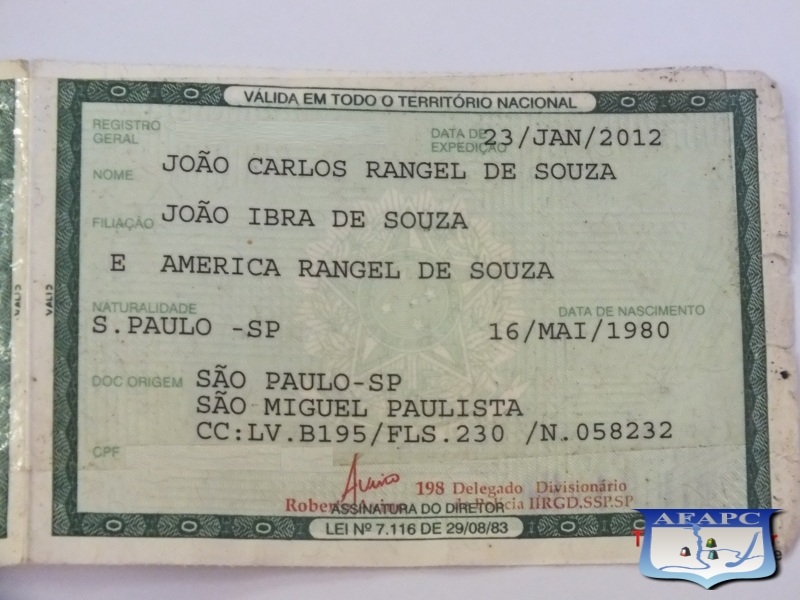 VÁLIDA EM TODO O TERRITÓRIO NACIONAL
REGISTRO GERAL
DATA DE EXPEDIÇÃO 23/JAN/2012
NOME JOÃO CARLOS RANGEL DE SOUZA
FILIAÇÃO JOÃO IBRA DE SOUZA
E AMERICA RANGEL DE SOUZA
NATURALIDADE
DATA DE NASCIMENTO
S.PAULO -SP
16/MAI/1980
DOC ORIGEM SÃO PAULO-SP
SÃO MIGUEL PAULISTA
CC:LV.B195/FLS.230 /N.058232
CPF
198 Delegado Divisionário
de Polícia IIRGD.SSP.SP
ASSINATURA DO DIRETOR
LEI Nº 7.116 DE 29/08/83
AFAPC